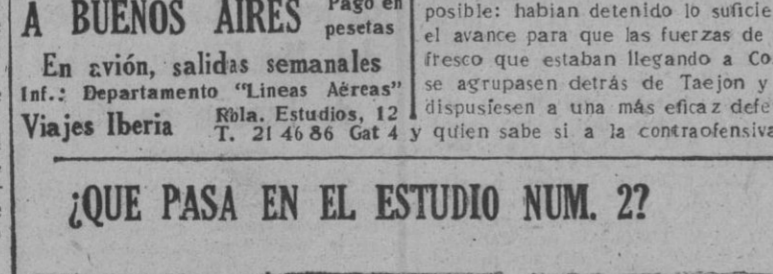 A BUENOS AIRES Pago en
pesetas
En avión, salidas semanales
Inf.: Departamento "Lineas Aéreas"
Viajes Iberia Rbla. Estudios, 12
T. 21 46 86 Gat 4
posible: habian detenido lo suficie
el avance para que las fuerzas de
fresco que estaban llegando a Co
se agrupasen detrás de Taejon y
dispusiesen a una más eficaz defe
y quien sabe si a la contraofensiva
¿QUE PASA EN EL ESTUDIO NUM. 2?